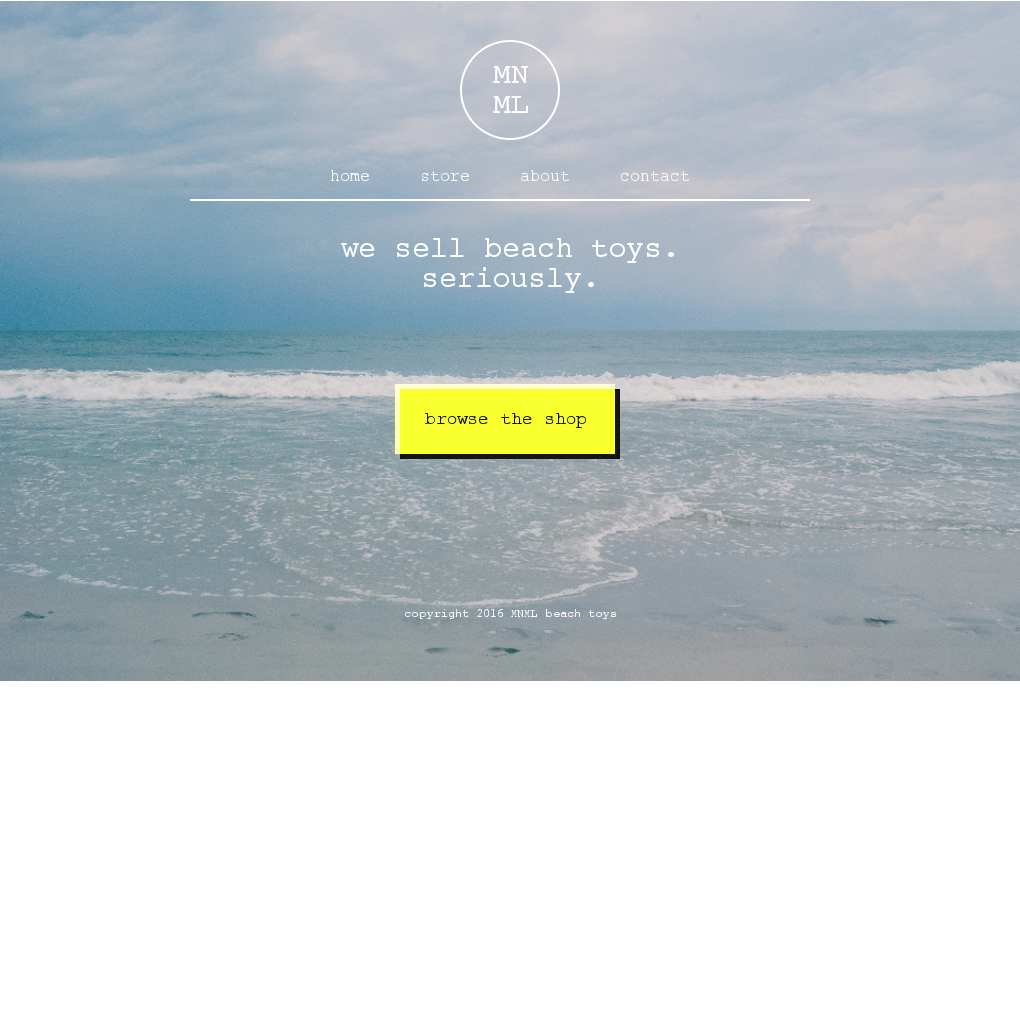 MN
ML
home store about contact
we sell beach toys.
seriously.
browse the shop
copyright 2016 MNML beach toys